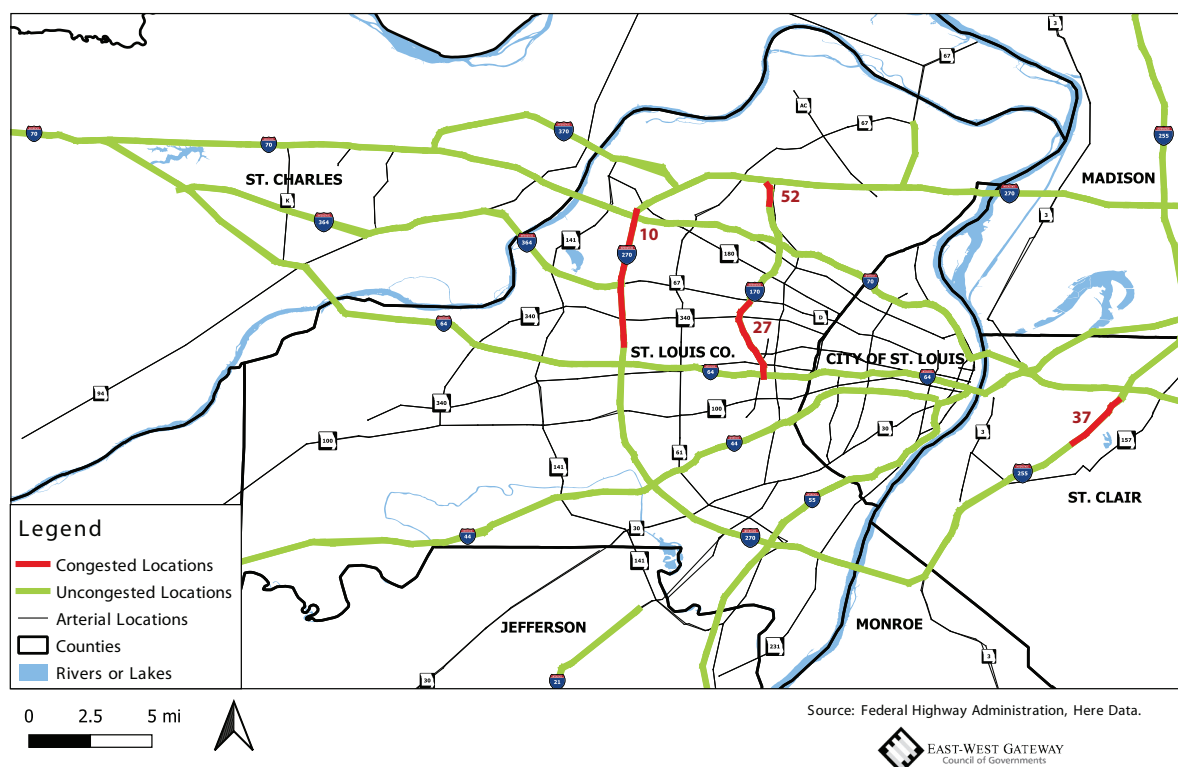 3
67
AC
67
70
370
255
70
ST. CHARLES
MADISON
K
52
270
364
3
141
10
364
180
270
67
70
170
340
340
D
64
27
ST. LOUIS CO.
CITY OF ST. LOUIS
64
64
94
340
100
37
100
30
3
157
44
61
141
255
ST. CLAIR
55
30
44
270
141
JEFFERSON
MONROE
231
3
30
21
Legend
Congested Locations
Uncongested Locations
Arterial Locations
Counties
Rivers or Lakes
0 2.5 5 mi
Source: Federal Highway Administration, Here Data.
EAST-WEST GATEWAY
Council of Governments